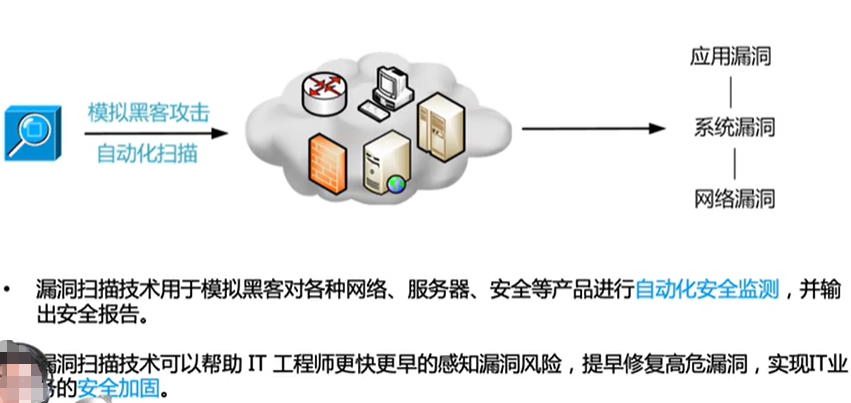 应用漏洞
模拟黑客攻击
自动化扫描
系统漏洞
网络漏洞
• 漏洞扫描技术用于模拟黑客对各种网络、服务器、安全等产品进行自动化安全监测，并输
出安全报告。
漏洞扫描技术可以帮助 IT 工程师更快更早的感知漏洞风险，提早修复高危漏洞，实现IT业
的安全加固。